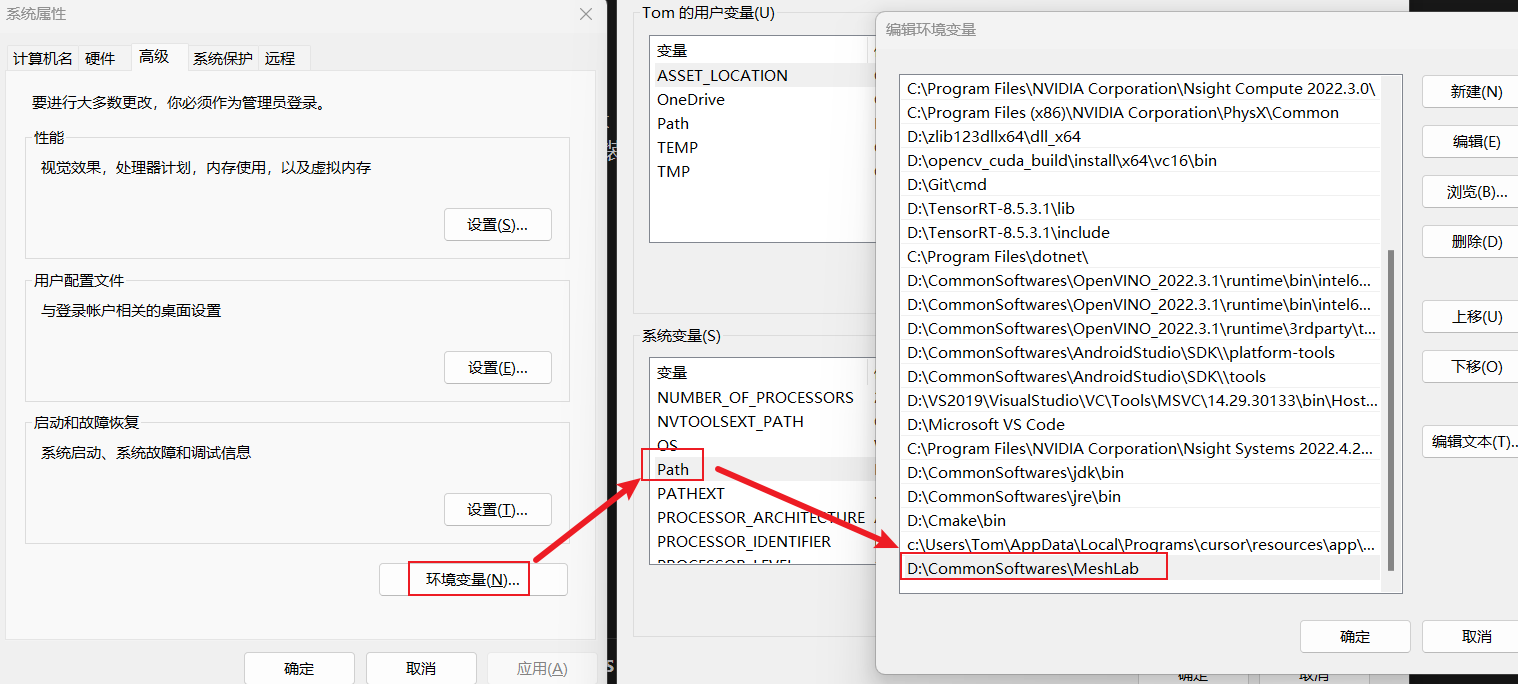 系统属性
计算机名
硬件
高级
系统保护
远程
要进行大多数更改，你必须作为管理员登录。
性能
视觉效果，处理器计划，内存使用，以及虚拟内存
设置(S)...
用户配置文件
与登录帐户相关的桌面设置
设置(E)...
启动和故障恢复
系统启动、系统故障和调试信息
设置(T)...
环境变量(N)...
确定
取消
应用(A)
Tom 的用户变量(U)
变量
ASSET_LOCATION
OneDrive
Path
TEMP
TMP
系统变量(S)
变量
NUMBER_OF_PROCESSORS
NVTOOLSEXT_PATH
OS
Path
PATHEXT
PROCESSOR_ARCHITECTURE
PROCESSOR_IDENTIFIER
PROCESSOR_LEVEL
确定
取消
编辑环境变量
C:\Program Files\NVIDIA Corporation\Nsight Compute 2022.3.0\
C:\Program Files (x86)\NVIDIA Corporation\PhysX\Common
D:\zlib123dllx64\dll_x64
D:\opencv_cuda_build\install\x64\vc16\bin
D:\Git\cmd
D:\TensorRT-8.5.3.1\lib
D:\TensorRT-8.5.3.1\include
C:\Program Files\dotnet\
D:\CommonSoftwares\OpenVINO_2022.3.1\runtime\bin\intel6...
D:\CommonSoftwares\OpenVINO_2022.3.1\runtime\bin\intel6...
D:\CommonSoftwares\OpenVINO_2022.3.1\runtime\3rdparty\t...
D:\CommonSoftwares\AndroidStudio\SDK\\platform-tools
D:\CommonSoftwares\AndroidStudio\SDK\\tools
D:\VS2019\VisualStudio\VC\Tools\MSVC\14.29.30133\bin\Host...
D:\Microsoft VS Code
C:\Program Files\NVIDIA Corporation\Nsight Systems 2022.4.2...
D:\CommonSoftwares\jdk\bin
D:\CommonSoftwares\jre\bin
D:\Cmake\bin
c:\Users\Tom\AppData\Local\Programs\cursor\resources\app\...
D:\CommonSoftwares\MeshLab
新建(N)
编辑(E)
浏览(B)...
删除(D)
上移(U)
下移(O)
编辑文本(T)..
确定
取消